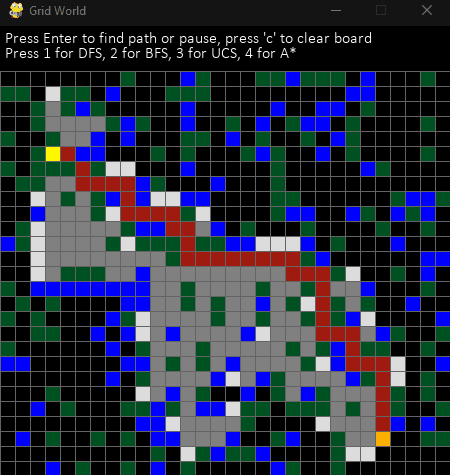 Grid World
Press Enter to find path or pause, press 'c' to clear board
Press 1 for DFS, 2 for BFS, 3 for UCS, 4 for A*